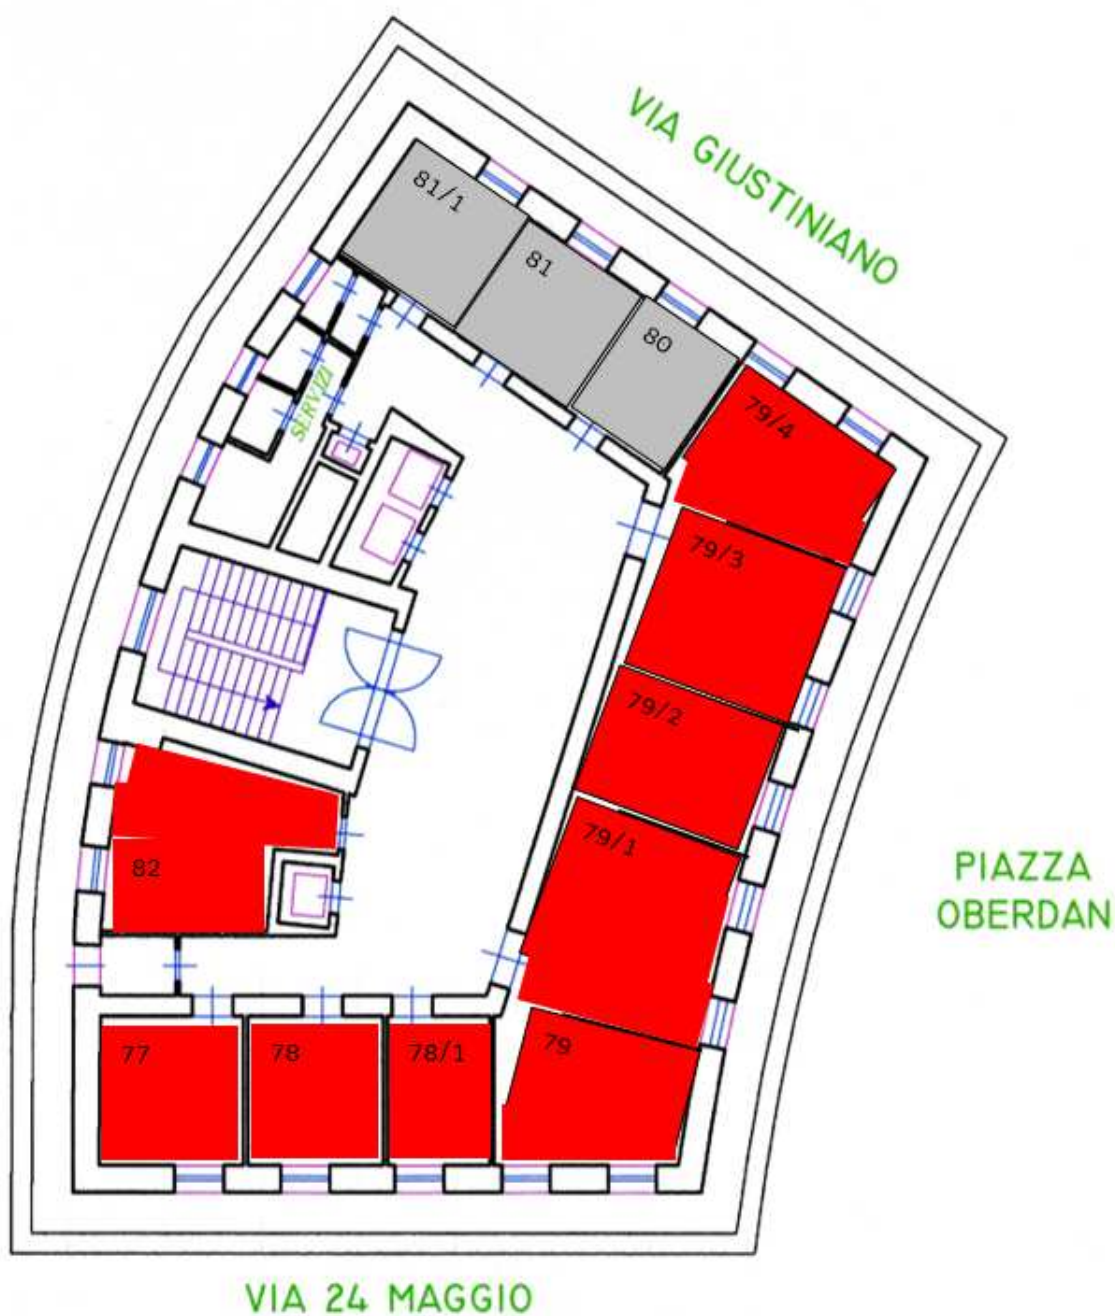 VIA GIUSTINIANO
81/1
81
80
79/4
SERVIZI
79/3
79/2
79/1
82
PIAZZA
OBERDAN
77
78
78/1
79
VIA 24 MAGGIO